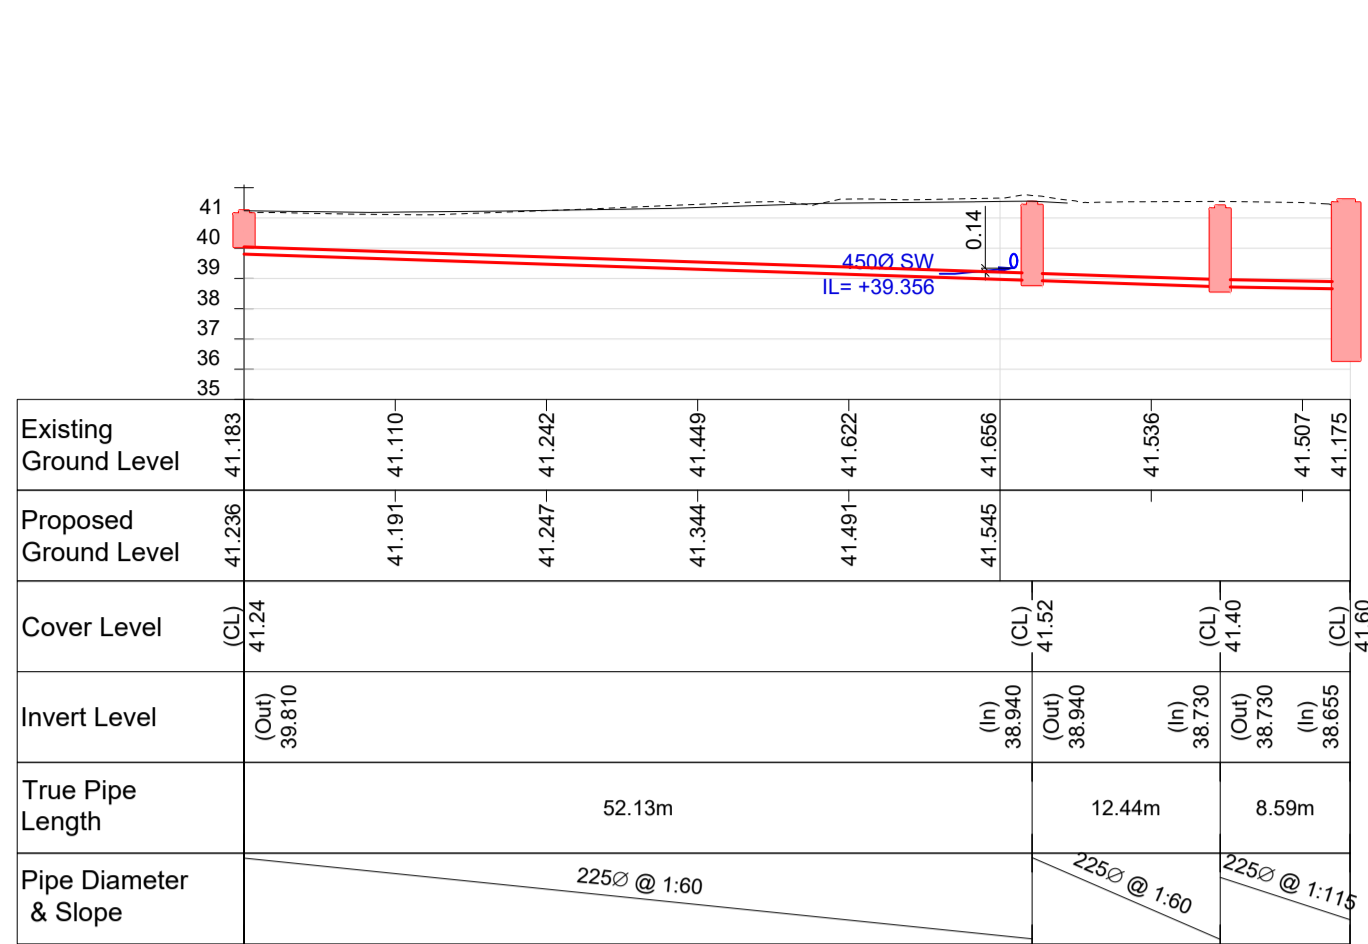 41
40
39
38
37
36
35
0.14
450Ø SW
IL= +39.356
Existing
Ground Level
41.183
41.110
41.242
41.449
41.622
41.656
41.536
41.507
41.175
Proposed
Ground Level
41.236
41.191
41.247
41.344
41.491
41.545
Cover Level
(CL)
41.24
(CL)
41.52
(CL)
41.40
(CL)
41.60
Invert Level
(Out)
39.810
(In)
38.940
(Out)
38.940
(In)
38.730
(Out)
38.730
(In)
38.655
True Pipe
Length
52.13m
12.44m
8.59m
Pipe Diameter
& Slope
225∅ @ 1:60
225∅ @ 1:60
225∅ @ 1:115